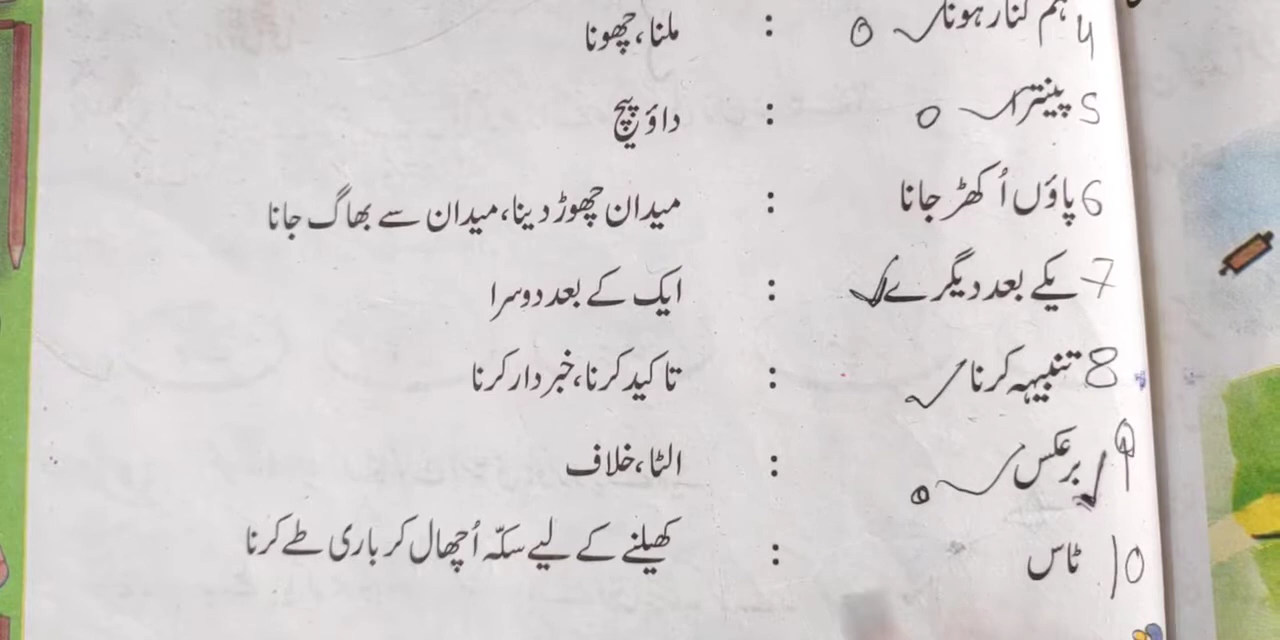 4 ہم کنار ہونا : ملنا، چھونا
5 پینترا : داؤ پیچ
6 پاؤں اُکھڑ جانا : میدان چھوڑ دینا، میدان سے بھاگ جانا
7 یکے بعد دیگرے : ایک کے بعد دوسرا
8 تنبیہہ کرنا : تاکید کرنا، خبردار کرنا
9 برعکس : الٹا، خلاف
10 ٹاس : کھیلنے کے لیے سکّہ اُچھال کر باری طے کرنا